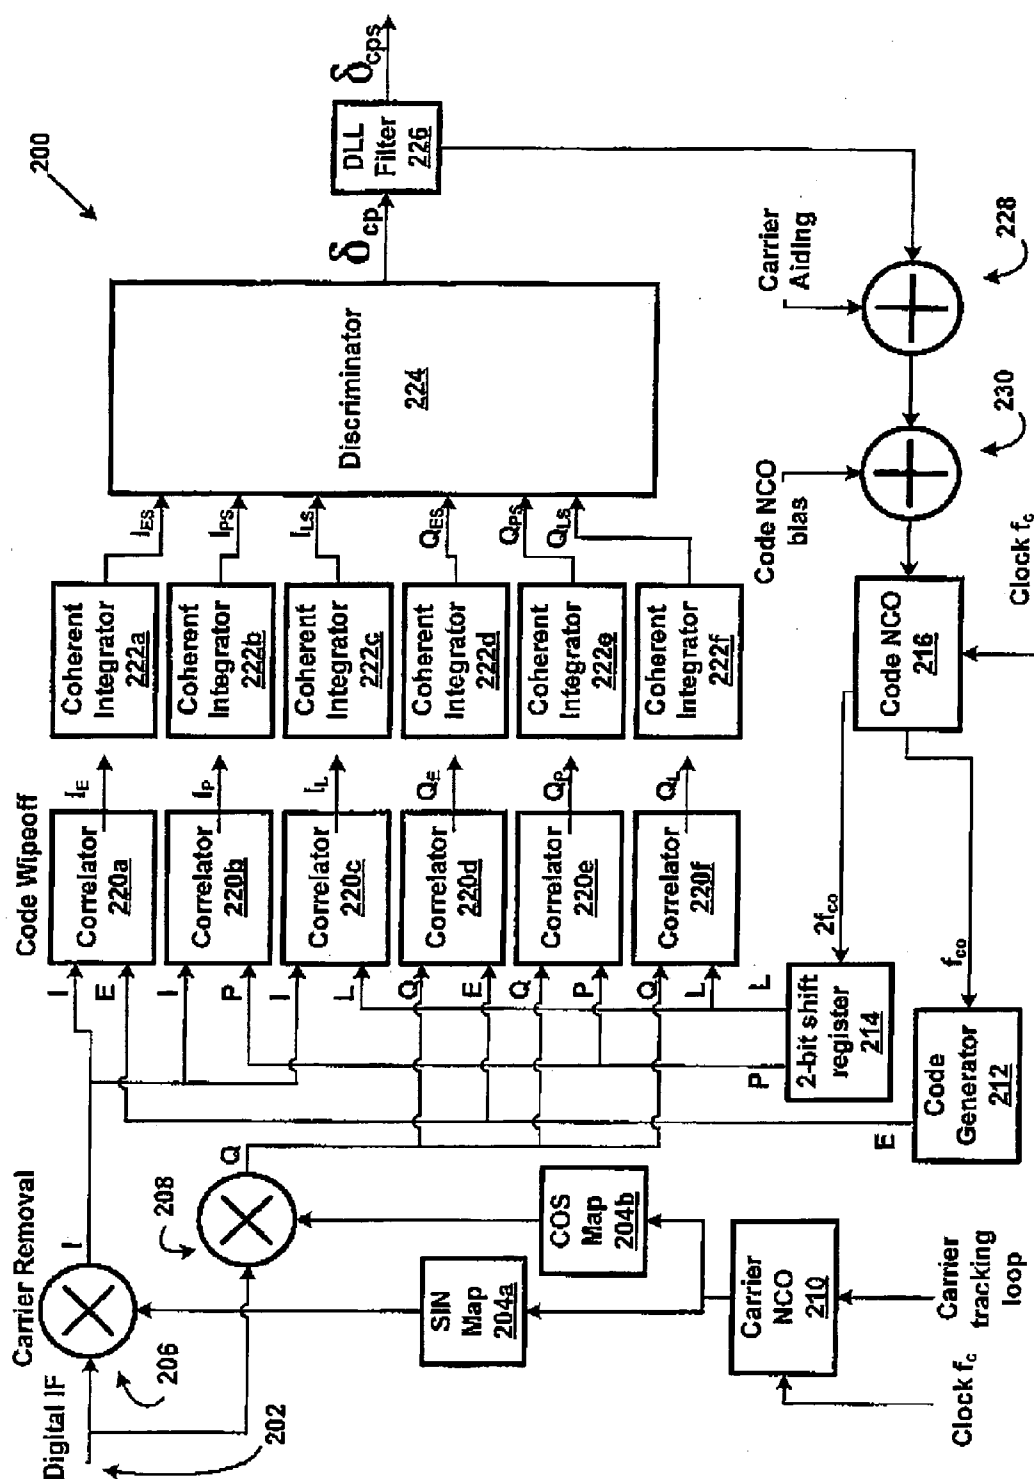 200
Carrier Removal
Digital IF
202
206
208
I
Q
SIN
Map
204a
COS
Map
204b
Carrier
NCO
210
Clock fc
Carrier
tracking
loop
Code Wipeoff
I
E
Correlator
220a
IE
Coherent
Integrator
222a
IES
I
P
Correlator
220b
IP
Coherent
Integrator
222b
IPS
I
L
Correlator
220c
IL
Coherent
Integrator
222c
ILS
Q
E
Correlator
220d
QE
Coherent
Integrator
222d
QES
Q
P
Correlator
220e
QP
Coherent
Integrator
222e
QPS
Q
L
Correlator
220f
QL
Coherent
Integrator
222f
QLS
Discriminator
224
δcp
DLL
Filter
226
δcps
E
P
L
2-bit shift
register
214
Code
Generator
212
2fco
fco
Code NCO
216
Clock fc
Code NCO
bias
230
Carrier
Aiding
228